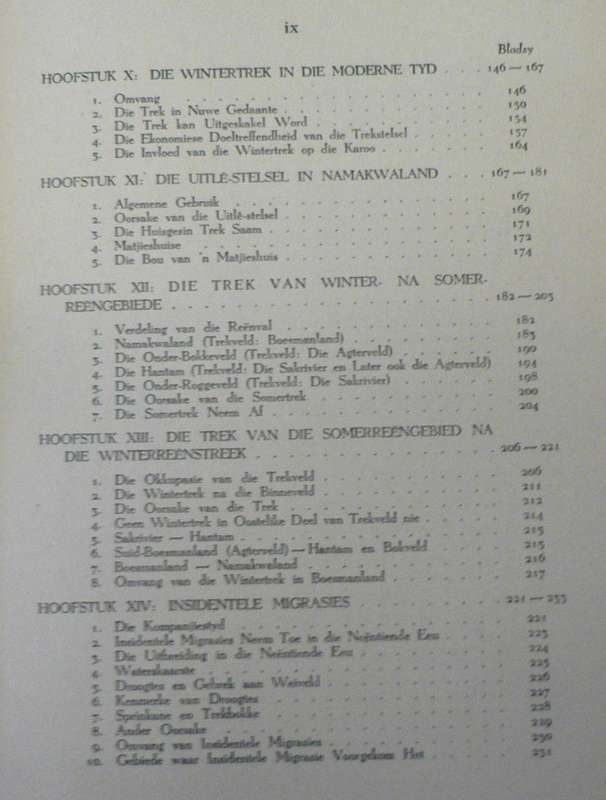 ix
Bladsy
HOOFSTUK X: DIE WINTERTREK IN DIE MODERNE TYD . . . 146 — 167
1. Omvang . . . 146
2. Die Trek in Nuwe Gedaante . . . 150
3. Die Trek kan Uitgeskakel Word . . . 154
4. Die Ekonomiese Doeltreffendheid van die Trekstelsel . . . 157
5. Die Invloed van die Wintertrek op die Karoo . . . 164
HOOFSTUK XI: DIE UITLÊ-STELSEL IN NAMAKWALAND . . . 167 — 181
1. Algemene Gebruik . . . 167
2. Oorsake van die Uitlê-stelsel . . . 169
3. Die Huisgesin Trek Saam . . . 171
4. Matjieshuise . . . 172
5. Die Bou van 'n Matjieshuis . . . 174
HOOFSTUK XII: DIE TREK VAN WINTER- NA SOMER-
REËNGEBIEDE . . . 182 — 205
1. Verdeling van die Reënval . . . 182
2. Namakwaland (Trekveld: Boesmanland) . . . 185
3. Die Onder-Bokkeveld (Trekveld: Die Agterveld) . . . 190
4. Die Hantam (Trekveld: Die Sakrivier en Later ook die Agterveld) 194
5. Die Onder-Roggeveld (Trekveld: Die Sakrivier) . . . 198
6. Die Oorsake van die Somertrek . . . 200
7. Die Somertrek Neem Af . . . 204
HOOFSTUK XIII: DIE TREK VAN DIE SOMERREËNGEBIED NA
DIE WINTERREËNSTREEK . . . 206 — 221
1. Die Okkupasie van die Trekveld . . . 206
2. Die Wintertrek na die Binneveld . . . 211
3. Die Oorsake van die Trek . . . 212
4. Geen Wintertrek in Oostelike Deel van Trekveld nie . . . 214
5. Sakrivier — Hantam . . . 215
6. Suid-Boesmanland (Agterveld) — Hantam en Bokveld . . . 215
7. Boesmanland — Namakwaland . . . 216
8. Omvang van die Wintertrek in Boesmanland . . . 217
HOOFSTUK XIV: INSIDENTELE MIGRASIES . . . 221 — 233
1. Die Kompanjiestyd . . . 221
2. Insidentele Migrasies Neem Toe in die Neëntiende Eeu . . . 223
3. Die Uitbreiding in die Neëntiende Eeu . . . 224
4. Waterskaarste . . . 225
5. Droogtes en Gebrek aan Weiveld . . . 226
6. Kenmerke van Droogtes . . . 227
7. Sprinkane en Trekbokke . . . 228
8. Ander Oorsake . . . 229
9. Omvang van Insidentele Migrasies . . . 230
10. Gebiede waar Insidentele Migrasie Voorgekom Het . . . 231